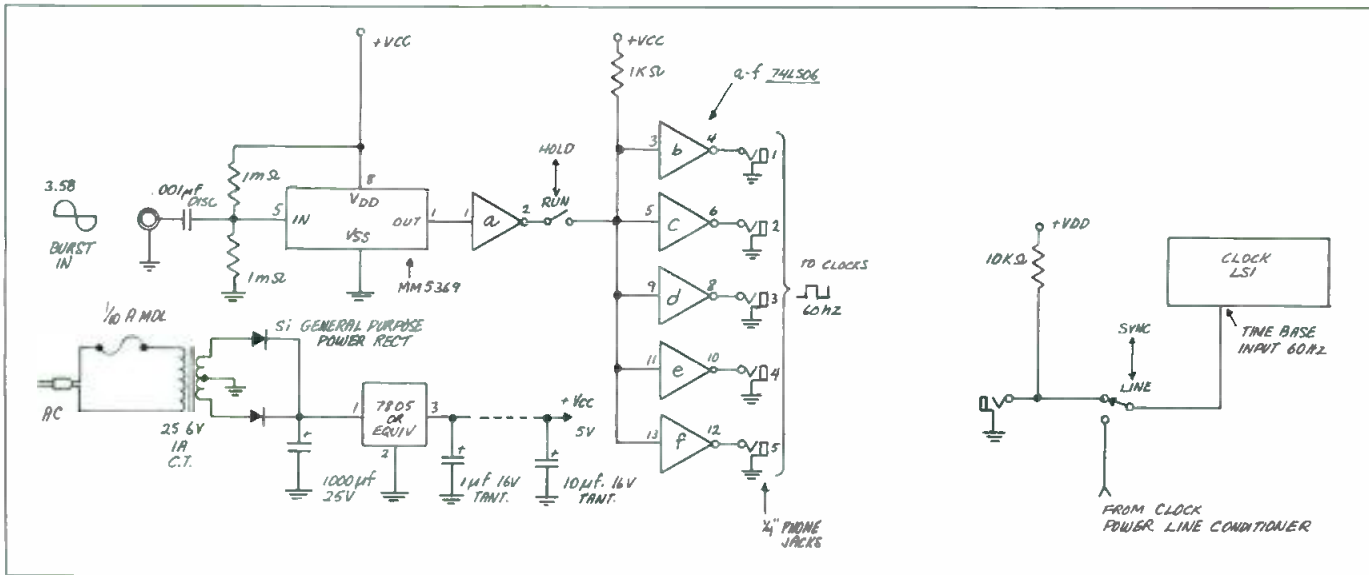 +VCC
+VCC
1KΩ
a-f 74LS06
HOLD
RUN
3.58
BURST
IN
.001µF
DISC
1mΩ
1mΩ
5
IN
8
VDD
VSS
OUT
1
MM5369
1
a
2
3
b
4
1
5
c
6
2
9
d
8
3
11
e
10
4
13
f
12
5
TO CLOCKS
60hz
¼" PHONE
JACKS
1/10 A MDL
AC
25.6V
1A
C.T.
Si GENERAL PURPOSE
POWER RECT
1000µf
25V
1
7805
OR
EQUIV
3
2
+
+
+
1µf 16V
TANT.
10µf. 16V
TANT.
+VCC
5V
+VDD
10KΩ
CLOCK
LSI
SYNC
LINE
TIME BASE
INPUT 60HZ
FROM CLOCK
POWER LINE CONDITIONER